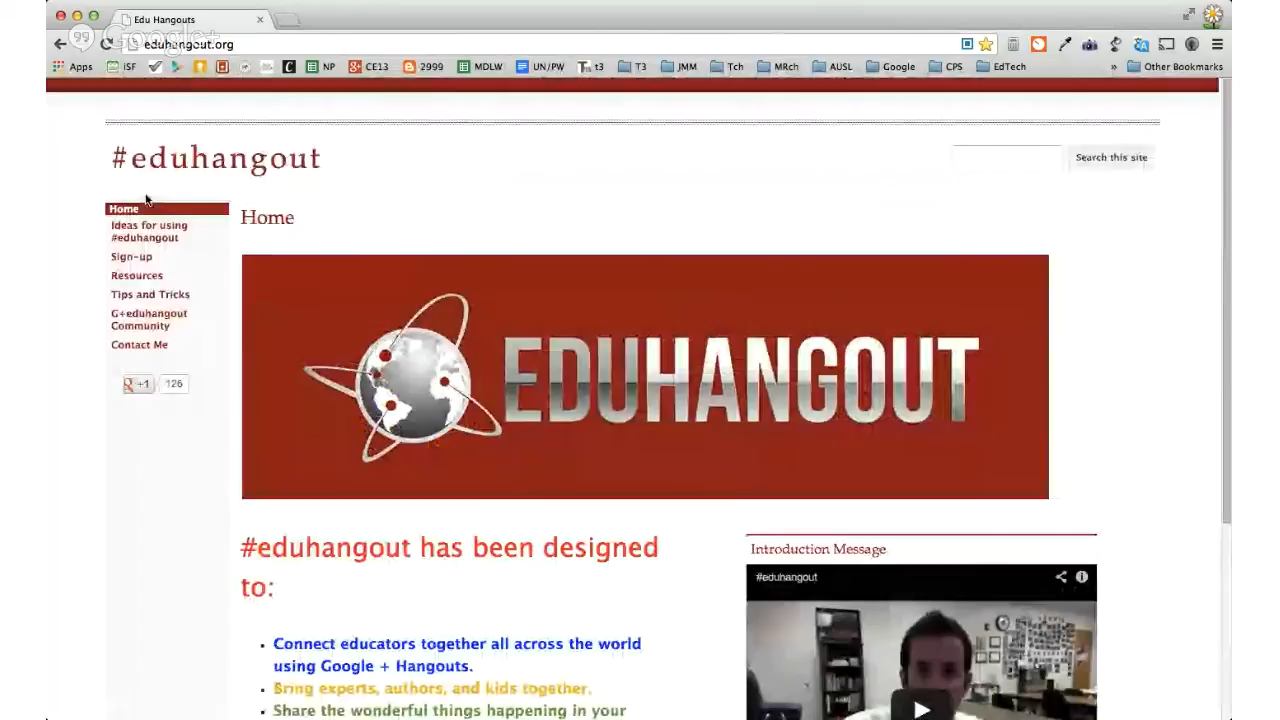 Edu Hangouts
Google+
eduhangout.org
Apps ISF NP CE13 2999 MDLW UN/PW t3 T3 JMM Tch MRch AUSL Google CPS EdTech » Other Bookmarks
#eduhangout
Search this site
Home
Ideas for using
#eduhangout
Sign-up
Resources
Tips and Tricks
G+eduhangout
Community
Contact Me
+1 126
Home
EDUHANGOUT
#eduhangout has been designed
to:
Connect educators together all across the world
using Google + Hangouts.
Bring experts, authors, and kids together.
Share the wonderful things happening in your
Introduction Message
#eduhangout